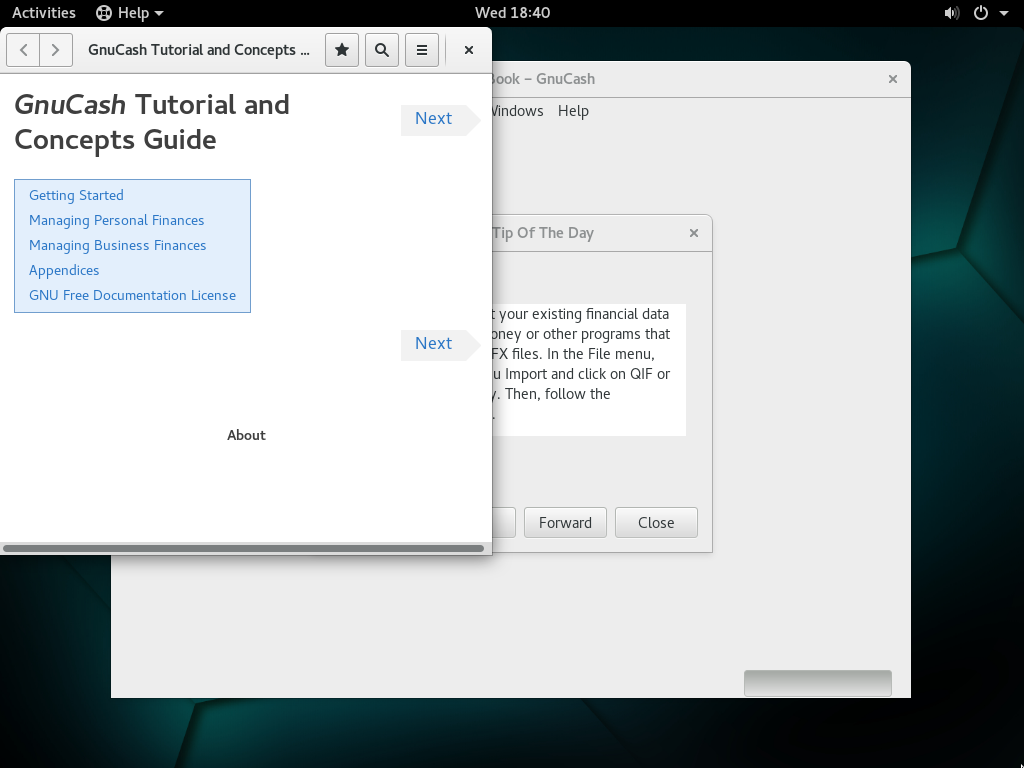 Activities Help Wed 18:40
GnuCash Tutorial and Concepts ...
GnuCash Tutorial and
Concepts Guide
Next
Getting Started
Managing Personal Finances
Managing Business Finances
Appendices
GNU Free Documentation License
Next
About
Book – GnuCash
Windows Help
Tip Of The Day
your existing financial data
or other programs that
files. In the File menu,
Import and click on QIF or
Then, follow the
Forward Close